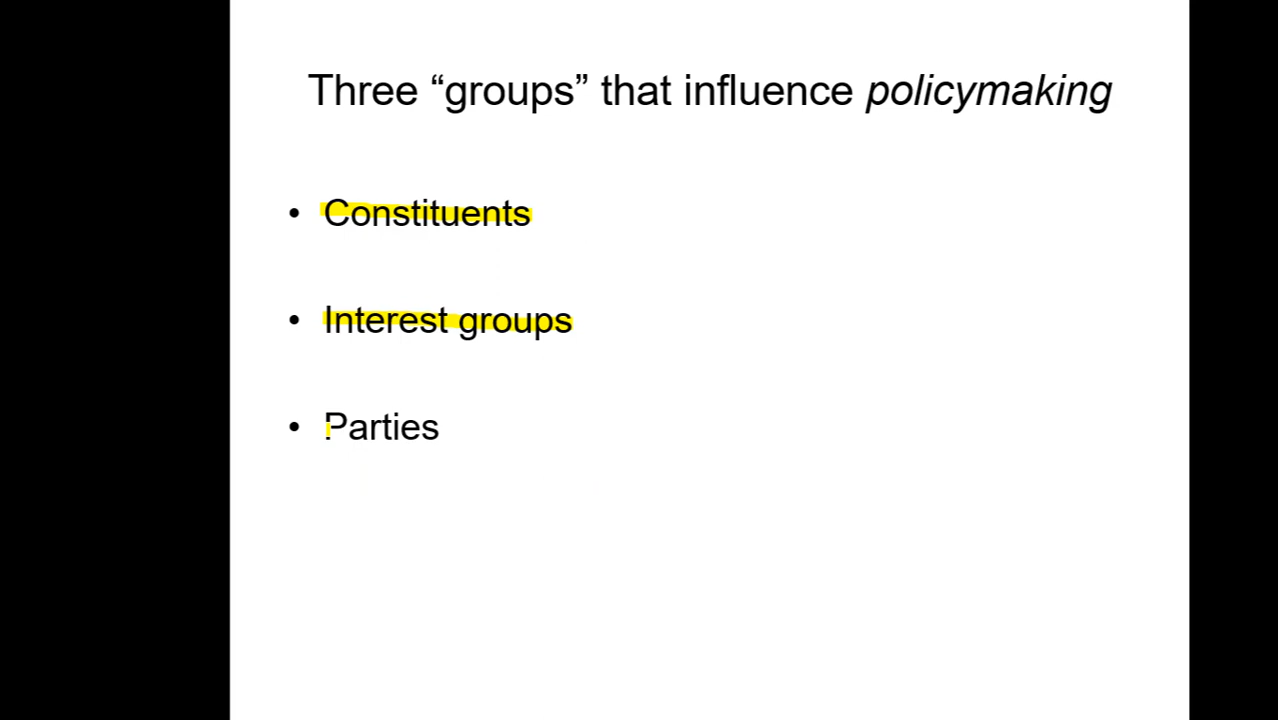 Three “groups” that influence policymaking
• Constituents
• Interest groups
• Parties